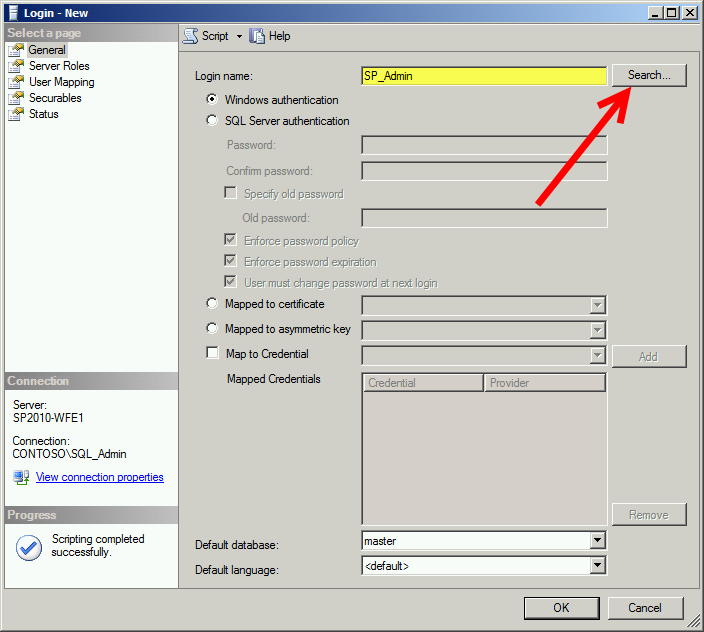 Login - New
Select a page
General
Server Roles
User Mapping
Securables
Status
Script
Help
Login name:
SP_Admin
Search...
Windows authentication
SQL Server authentication
Password:
Confirm password:
Specify old password
Old password:
Enforce password policy
Enforce password expiration
User must change password at next login
Mapped to certificate
Mapped to asymmetric key
Map to Credential
Add
Mapped Credentials
Credential
Provider
Remove
Default database:
master
Default language:
<default>
Connection
Server:
SP2010-WFE1
Connection:
CONTOSO\SQL_Admin
View connection properties
Progress
Scripting completed
successfully.
OK
Cancel